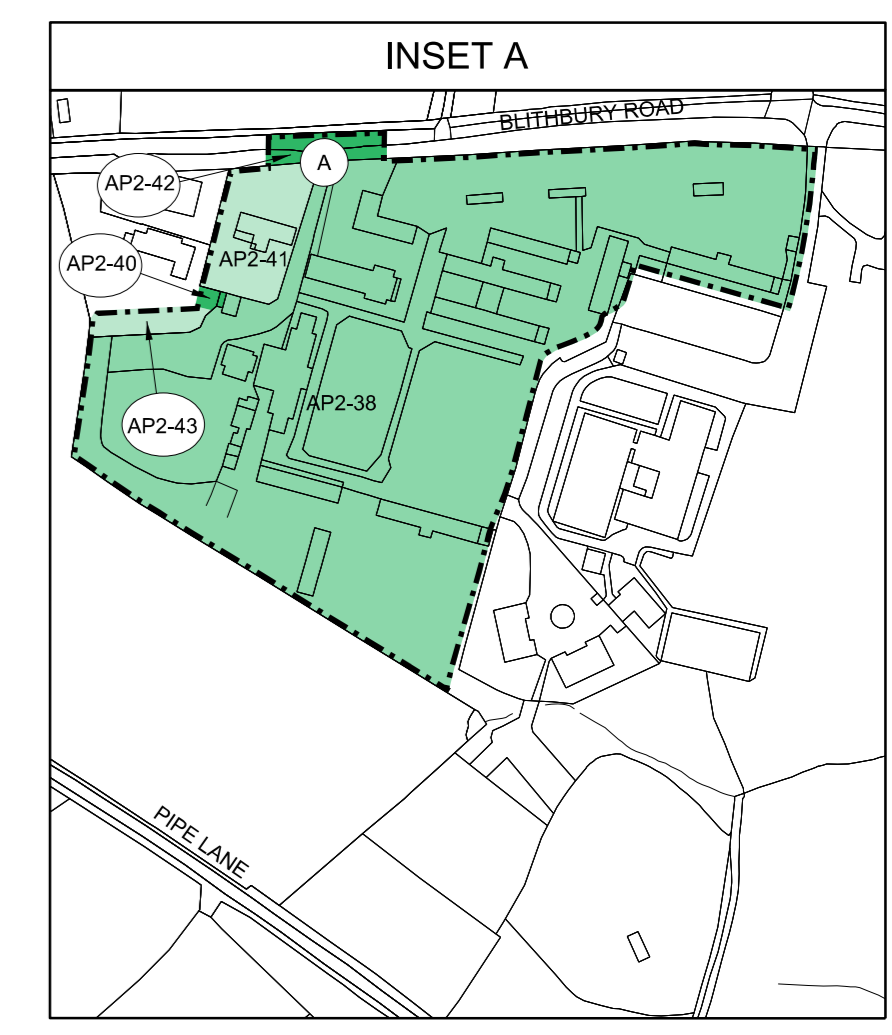 INSET A
BLITHBURY ROAD
A
AP2-42
AP2-41
AP2-40
AP2-38
AP2-43
PIPE LANE